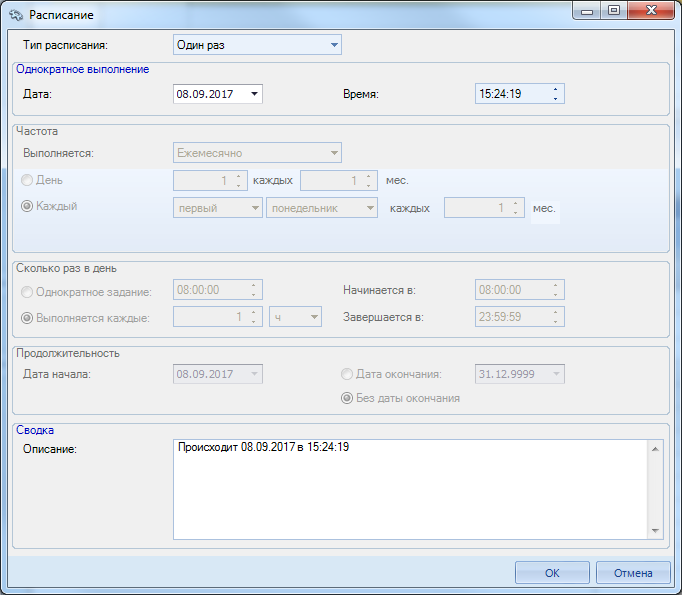 Расписание
Тип расписания: Один раз
Однократное выполнение
Дата: 08.09.2017 Время: 15:24:19
Частота
Выполняется: Ежемесячно
День 1 каждых 1 мес.
Каждый первый понедельник каждых 1 мес.
Сколько раз в день
Однократное задание: 08:00:00 Начинается в: 08:00:00
Выполняется каждые: 1 ч Завершается в: 23:59:59
Продолжительность
Дата начала: 08.09.2017 Дата окончания: 31.12.9999
Без даты окончания
Сводка
Описание: Происходит 08.09.2017 в 15:24:19
ОК Отмена